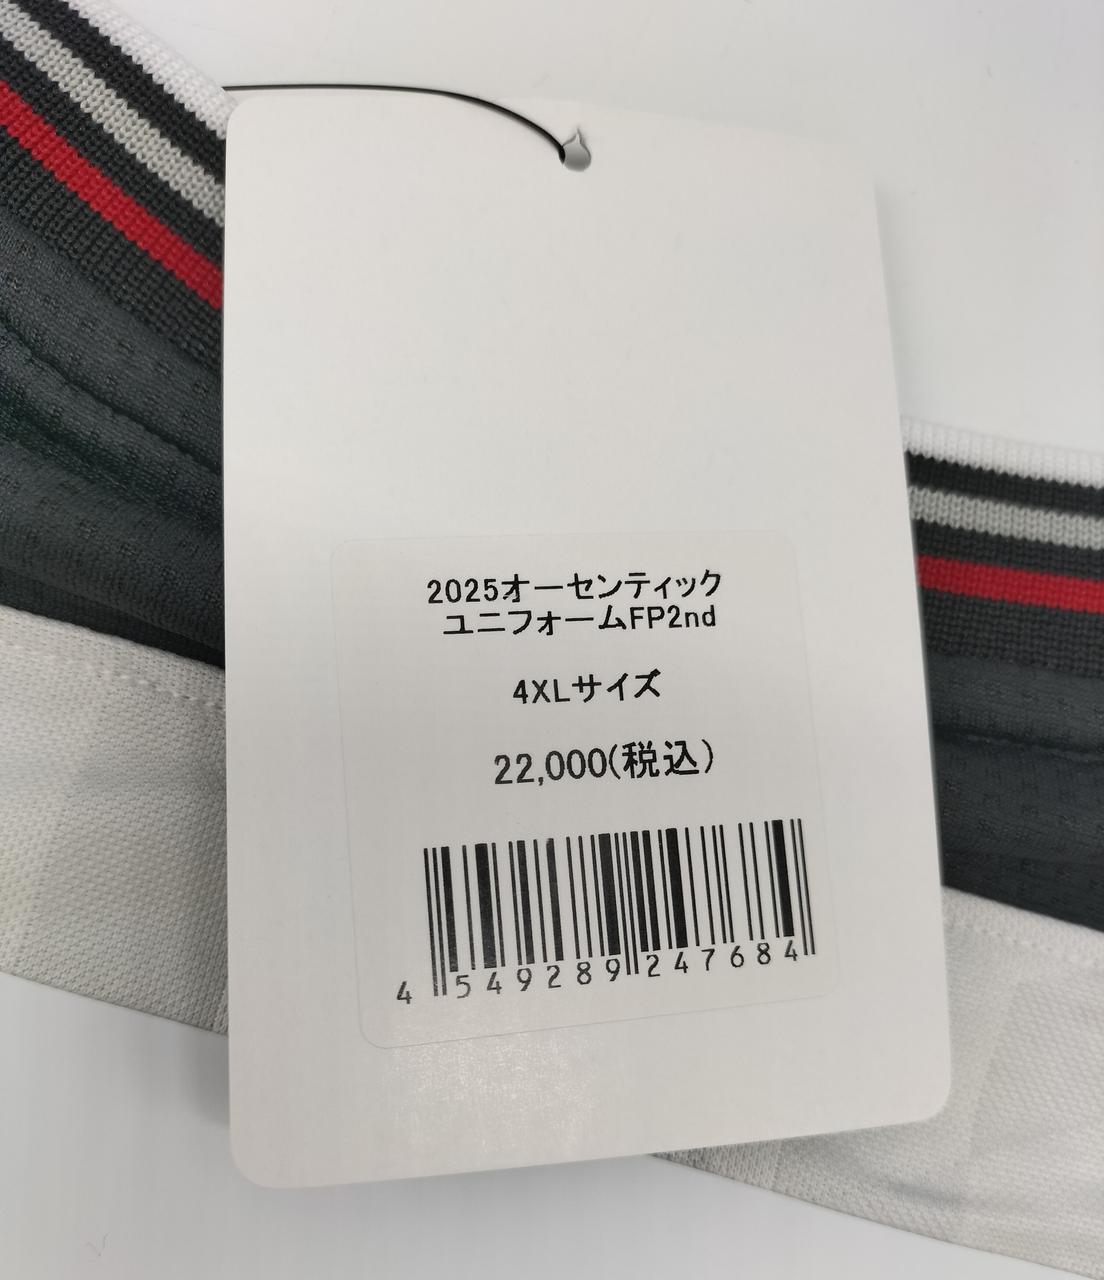 2025オーセンティック
ユニフォームFP2nd
4XLサイズ
22,000(税込)
4 549289 247684